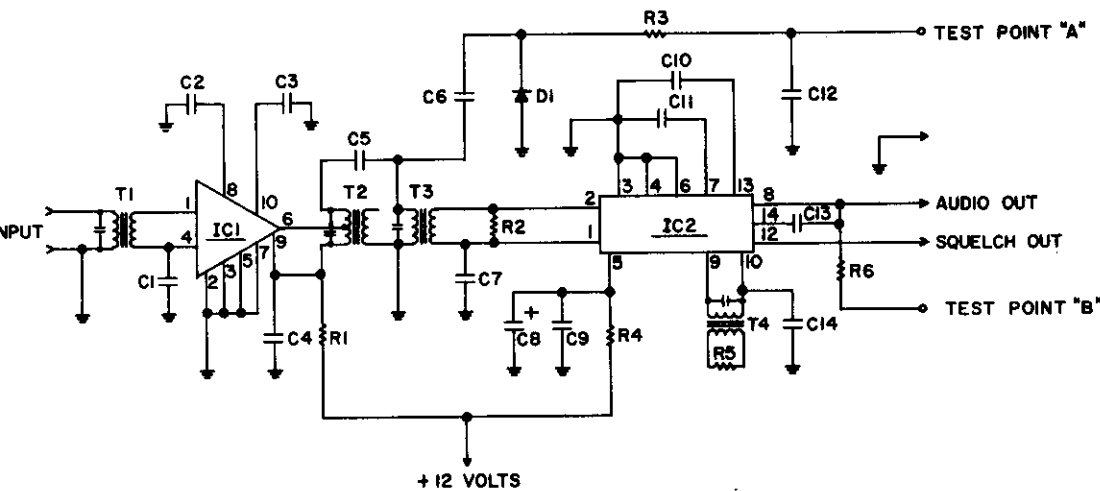 R3
TEST POINT "A"
C10
C2
C3
C6
D1
C11
C12
C5
T1
8
10
T2
T3
3
4
6
7
13
1
6
2
8
AUDIO OUT
INPUT
IC1
9
R2
IC2
14
C13
4
7
1
12
SQUELCH OUT
C1
2
3
5
5
9
10
R6
C7
TEST POINT "B"
C4
R1
+
C8
C9
R4
T4
C14
R5
+12 VOLTS